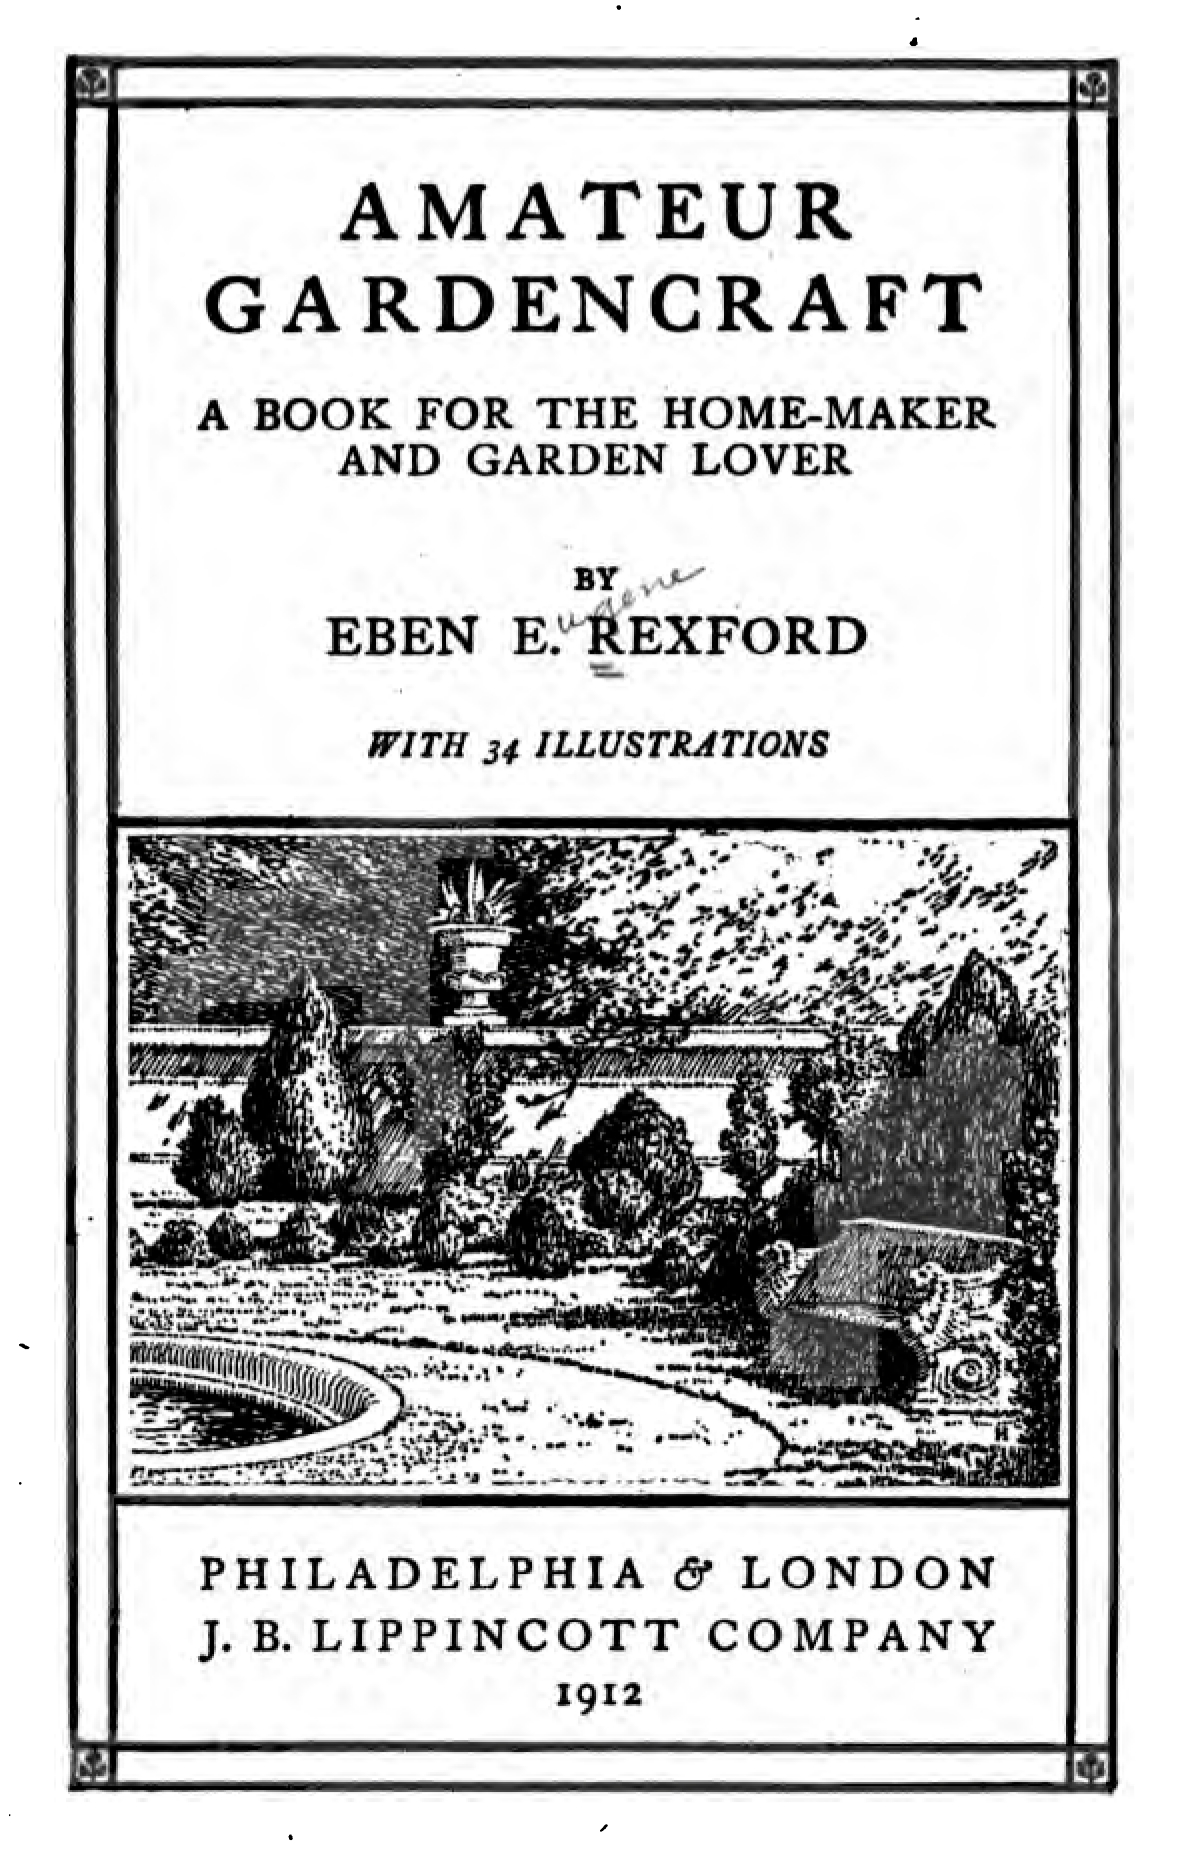 AMATEUR
GARDENCRAFT
A BOOK FOR THE HOME-MAKER
AND GARDEN LOVER
BY
ugene
EBEN E. REXFORD
WITH 34 ILLUSTRATIONS
H
PHILADELPHIA & LONDON
J. B. LIPPINCOTT COMPANY
1912